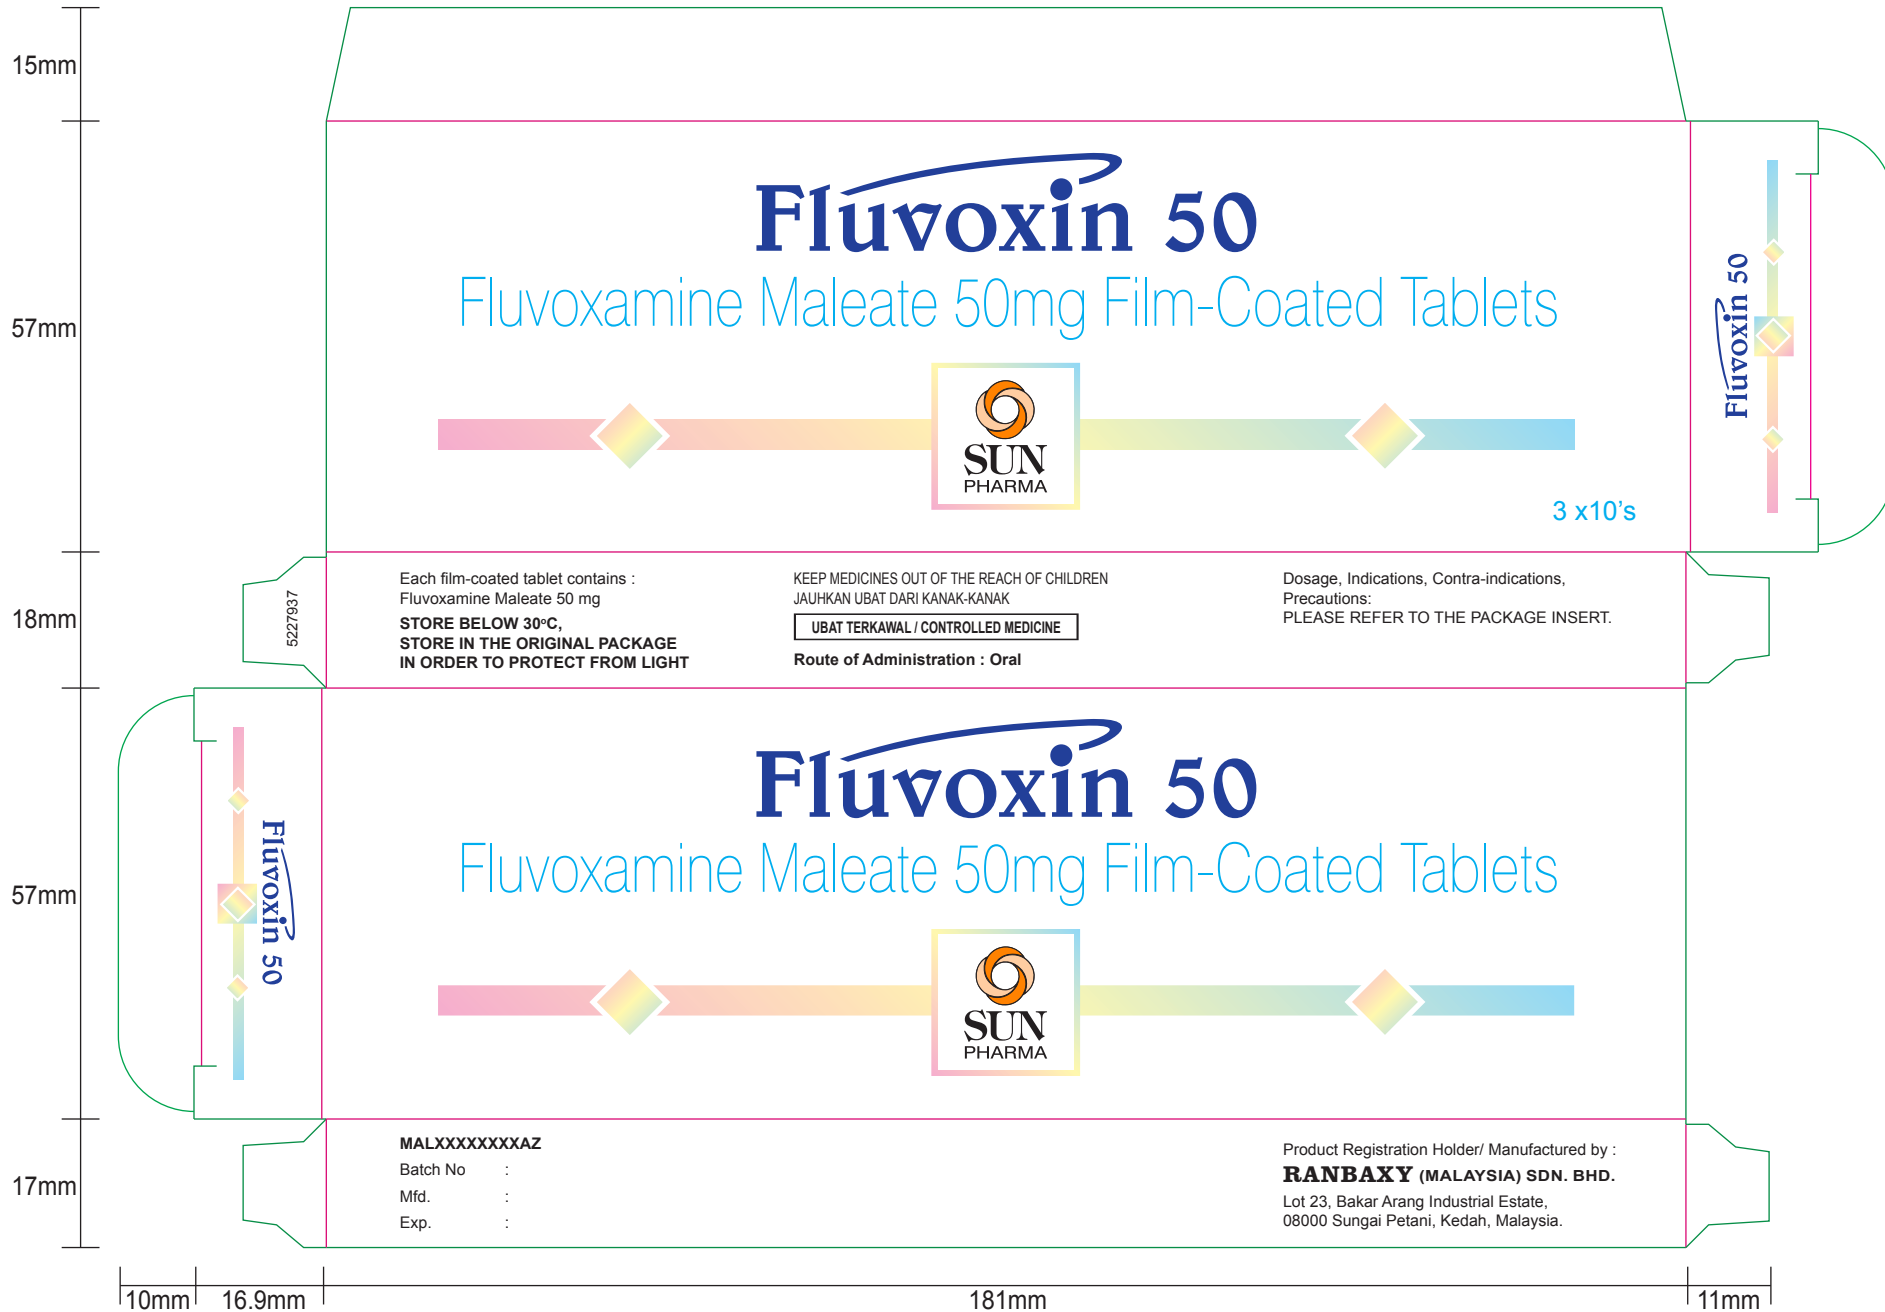 15mm
Fluvoxin 50
Fluvoxamine Maleate 50mg Film-Coated Tablets
SUN
PHARMA
3 x10's
Fluvoxin 50
57mm
5227937
Each film-coated tablet contains :
Fluvoxamine Maleate 50 mg
STORE BELOW 30ºC,
STORE IN THE ORIGINAL PACKAGE
IN ORDER TO PROTECT FROM LIGHT
KEEP MEDICINES OUT OF THE REACH OF CHILDREN
JAUHKAN UBAT DARI KANAK-KANAK
UBAT TERKAWAL / CONTROLLED MEDICINE
Route of Administration : Oral
Dosage, Indications, Contra-indications,
Precautions:
PLEASE REFER TO THE PACKAGE INSERT.
18mm
Fluvoxin 50
Fluvoxin 50
Fluvoxamine Maleate 50mg Film-Coated Tablets
SUN
PHARMA
57mm
MALXXXXXXXXAZ
Batch No :
Mfd. :
Exp. :
Product Registration Holder/ Manufactured by :
RANBAXY (MALAYSIA) SDN. BHD.
Lot 23, Bakar Arang Industrial Estate,
08000 Sungai Petani, Kedah, Malaysia.
17mm
10mm 16.9mm 181mm 11mm